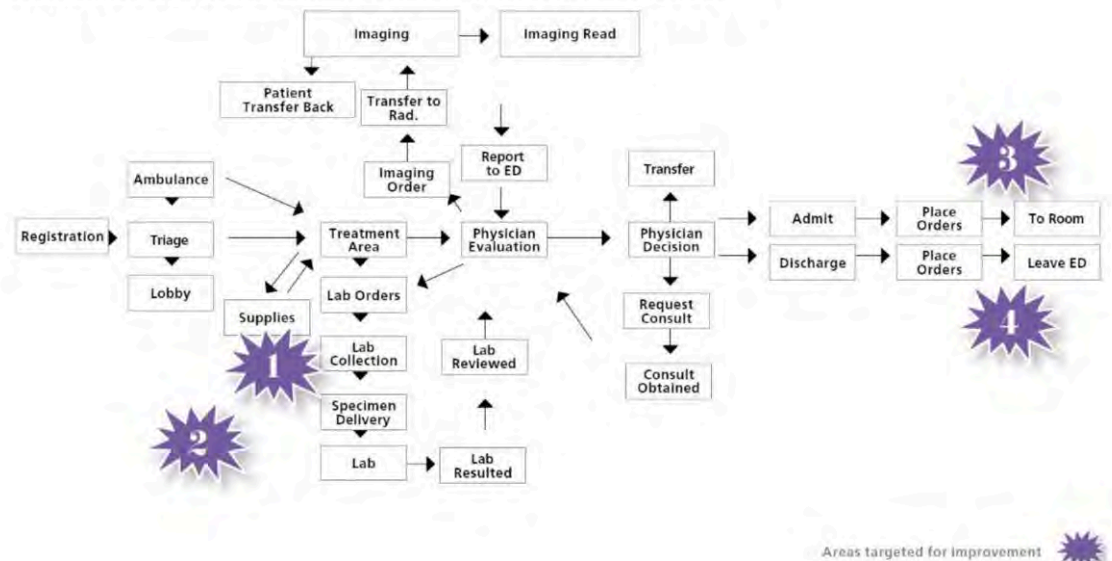 Imaging
Imaging Read
Patient
Transfer Back
Transfer to
Rad.
Imaging
Order
Report
to ED
Ambulance
Registration
Triage
Lobby
Treatment
Area
Physician
Evaluation
Supplies
1
2
Lab Orders
Lab
Collection
Specimen
Delivery
Lab
Lab
Resulted
Lab
Reviewed
Transfer
Physician
Decision
Request
Consult
Consult
Obtained
Admit
Place
Orders
To Room
3
Discharge
Place
Orders
Leave ED
4
Areas targeted for improvement